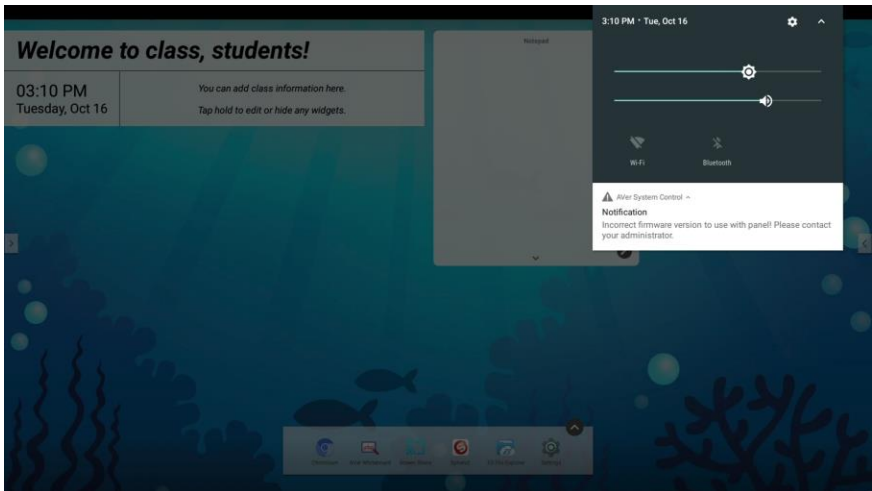 3:10 PM • Tue, Oct 16
Welcome to class, students!
Notepad
03:10 PM
Tuesday, Oct 16
You can add class information here.
Tap hold to edit or hide any widgets.
Wi-Fi
Bluetooth
AVer System Control
Notification
Incorrect firmware version to use with panel! Please contact
your administrator.
Settings